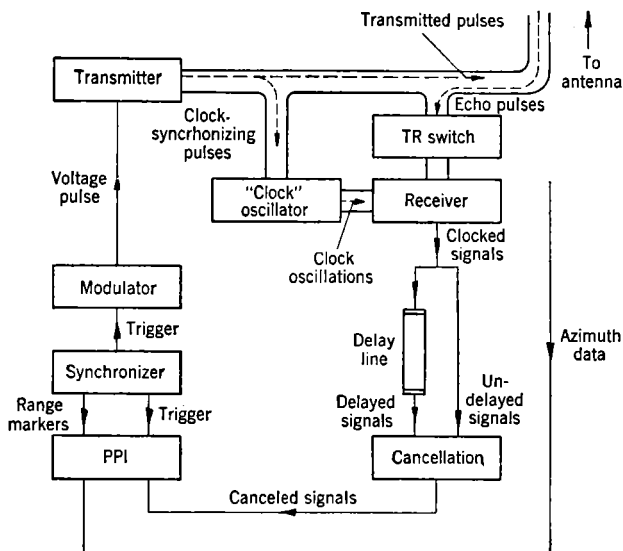 Transmitted pulses
To
antenna
Transmitter
Echo pulses
Clock-
syncrhonizing
pulses
TR switch
Voltage
pulse
"Clock"
oscillator
Receiver
Clock
oscillations
Clocked
signals
Modulator
Trigger
Delay
line
Azimuth
data
Synchronizer
Range
markers
Trigger
Delayed
signals
Un-
delayed
signals
PPI
Cancellation
Canceled signals